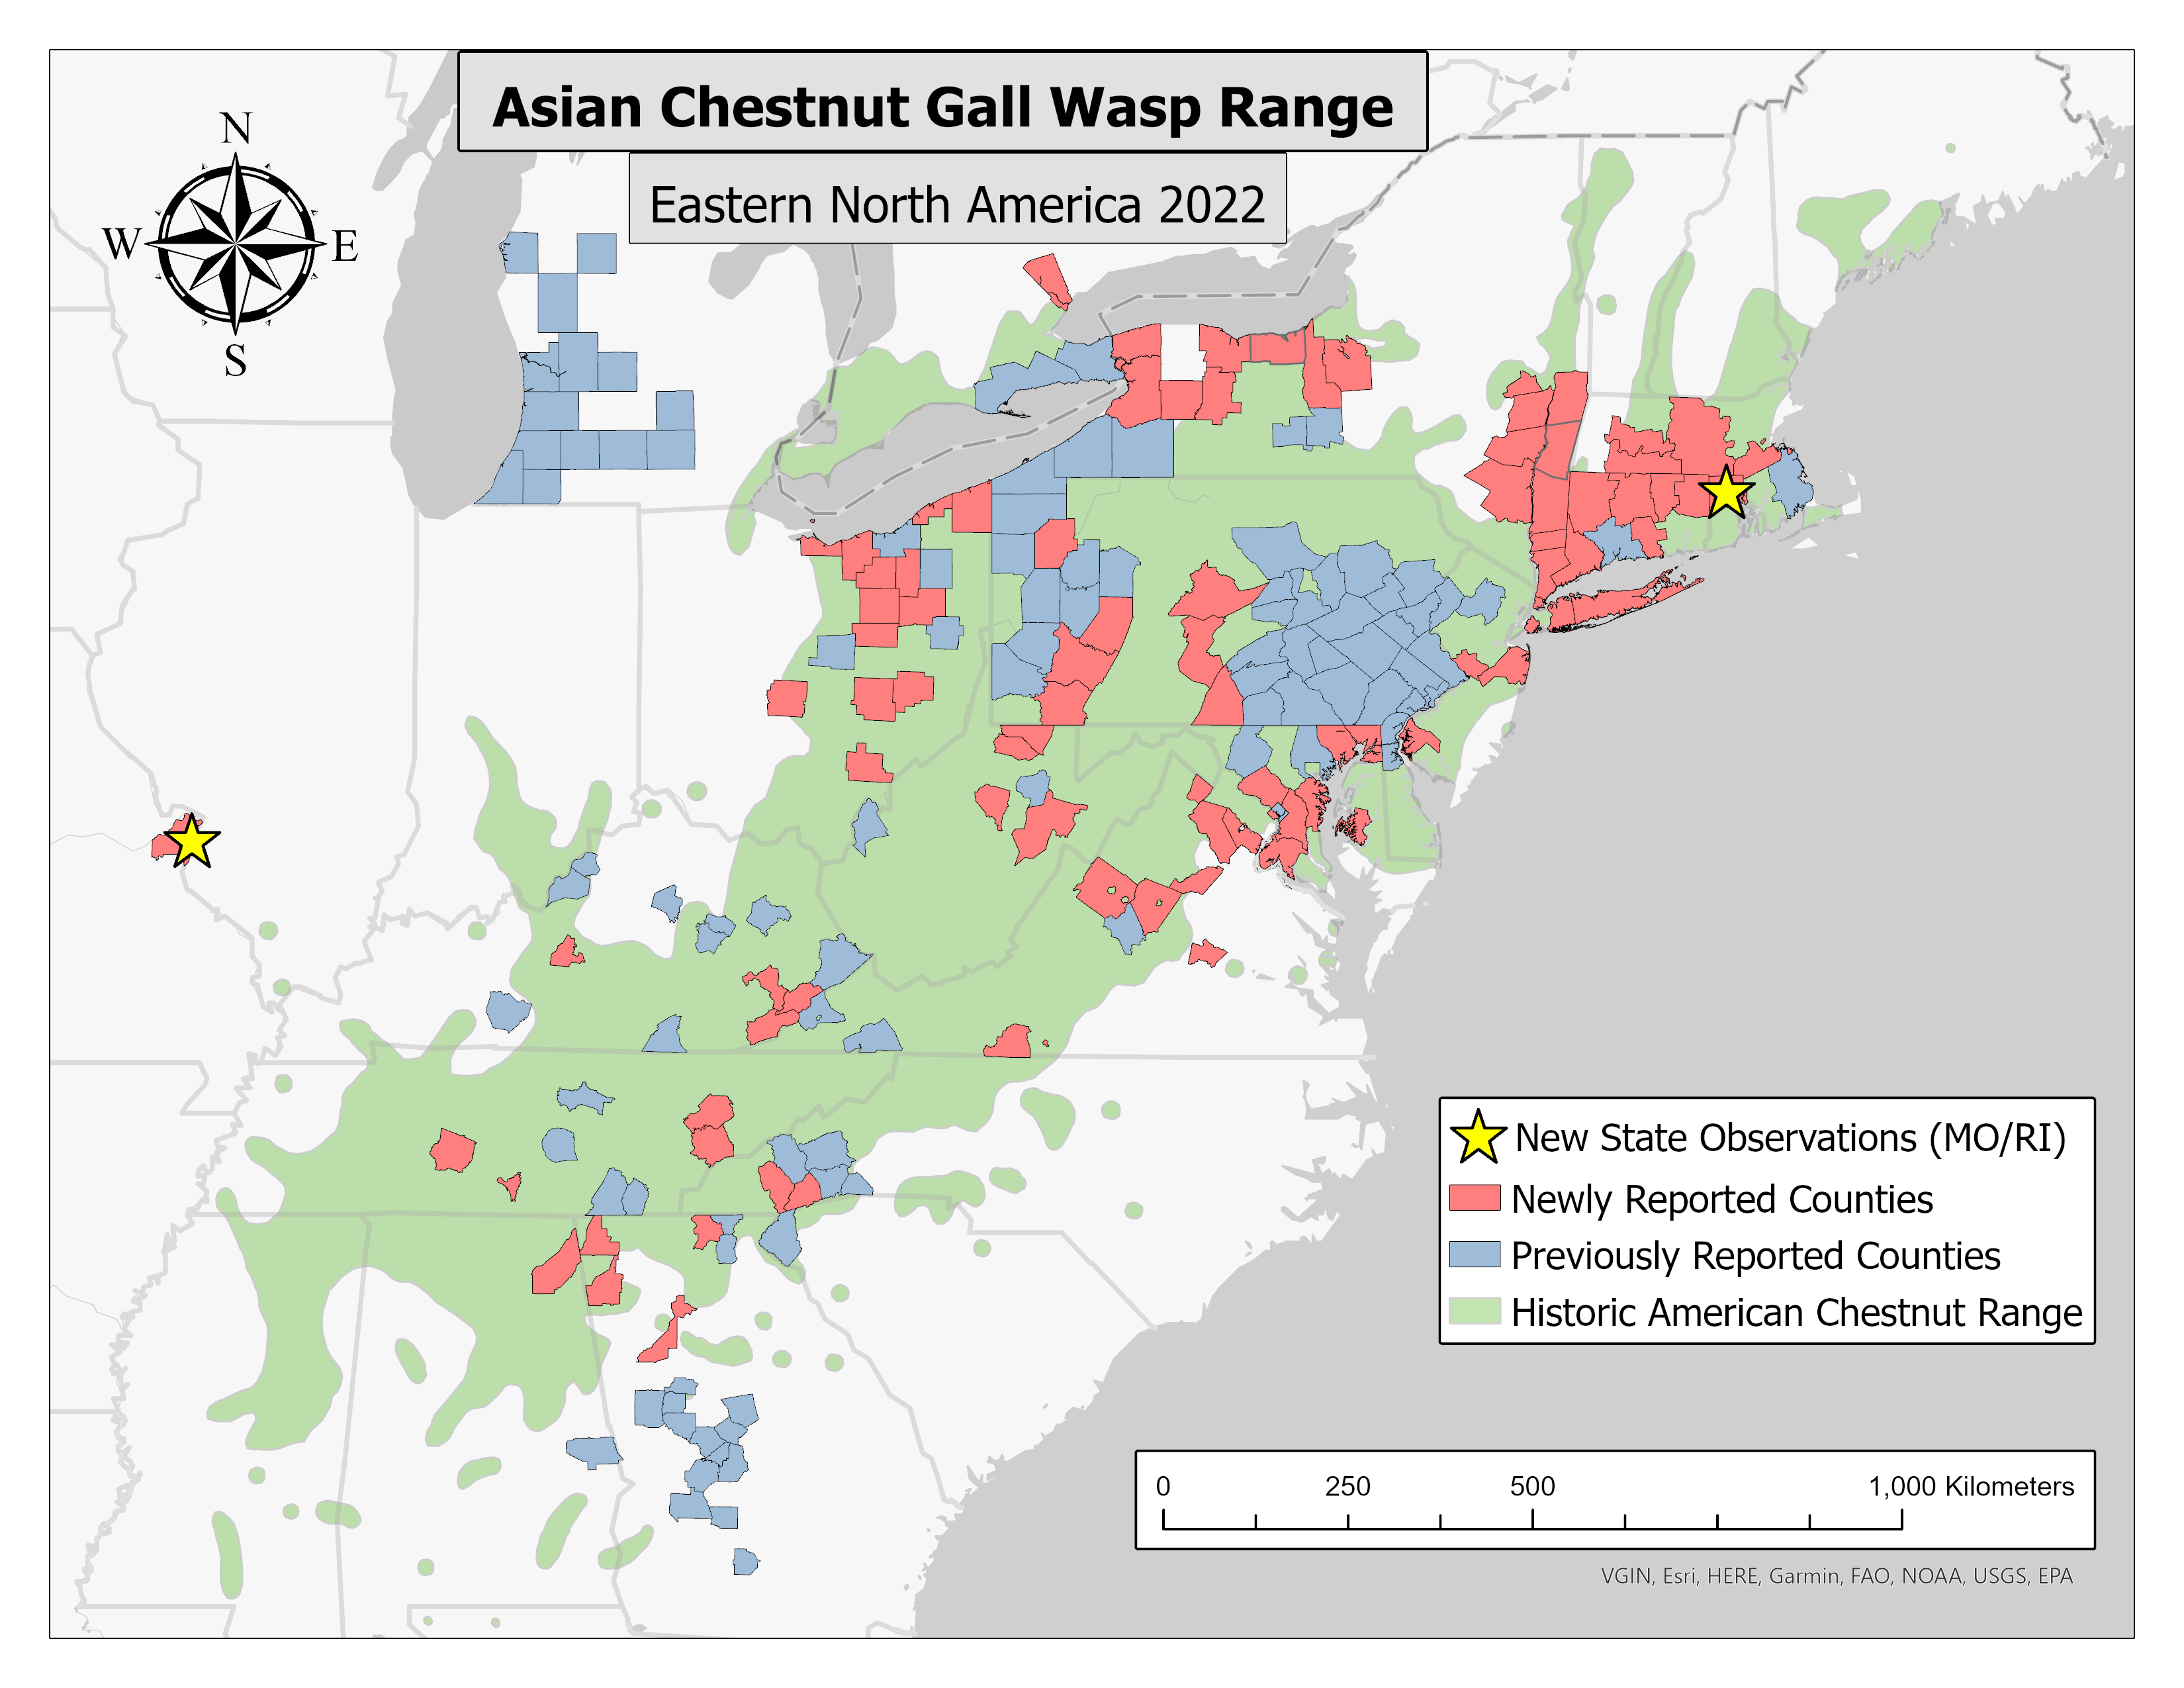 Asian Chestnut Gall Wasp Range
Eastern North America 2022
N
W E
S
New State Observations (MO/RI)
Newly Reported Counties
Previously Reported Counties
Historic American Chestnut Range
0 250 500 1,000 Kilometers
VGIN, Esri, HERE, Garmin, FAO, NOAA, USGS, EPA